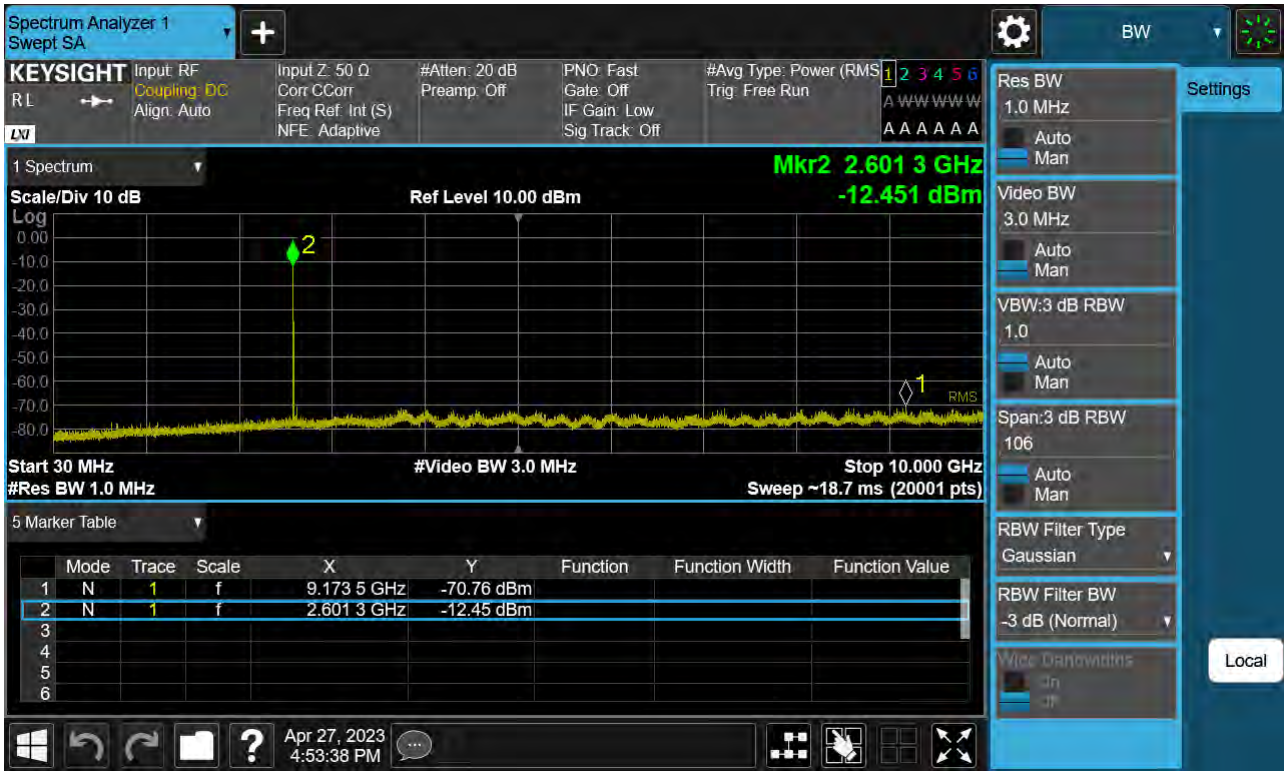 Spectrum Analyzer 1
Swept SA
+
BW
KEYSIGHT
RL
LXI
Input: RF
Coupling: DC
Align: Auto
Input Z: 50 Ω
Corr CCorr
Freq Ref: Int (S)
NFE: Adaptive
#Atten: 20 dB
Preamp: Off
PNO: Fast
Gate: Off
IF Gain: Low
Sig Track: Off
#Avg Type: Power (RMS
Trig: Free Run
1 2 3 4 5 6
A W W W W W
A A A A A A
1 Spectrum
Mkr2 2.601 3 GHz
Scale/Div 10 dB
Ref Level 10.00 dBm
-12.451 dBm
Log
0.00
-10.0
-20.0
-30.0
-40.0
-50.0
-60.0
-70.0
-80.0
2
1
RMS
Start 30 MHz
#Video BW 3.0 MHz
Stop 10.000 GHz
#Res BW 1.0 MHz
Sweep ~18.7 ms (20001 pts)
5 Marker Table
Mode Trace Scale X Y Function Function Width Function Value
1 N 1 f 9.173 5 GHz -70.76 dBm
2 N 1 f 2.601 3 GHz -12.45 dBm
3
4
5
6
Res BW
1.0 MHz
Auto
Man
Video BW
3.0 MHz
Auto
Man
VBW:3 dB RBW
1.0
Auto
Man
Span:3 dB RBW
106
Auto
Man
RBW Filter Type
Gaussian
RBW Filter BW
-3 dB (Normal)
Settings
Local
?
Apr 27, 2023
4:53:38 PM